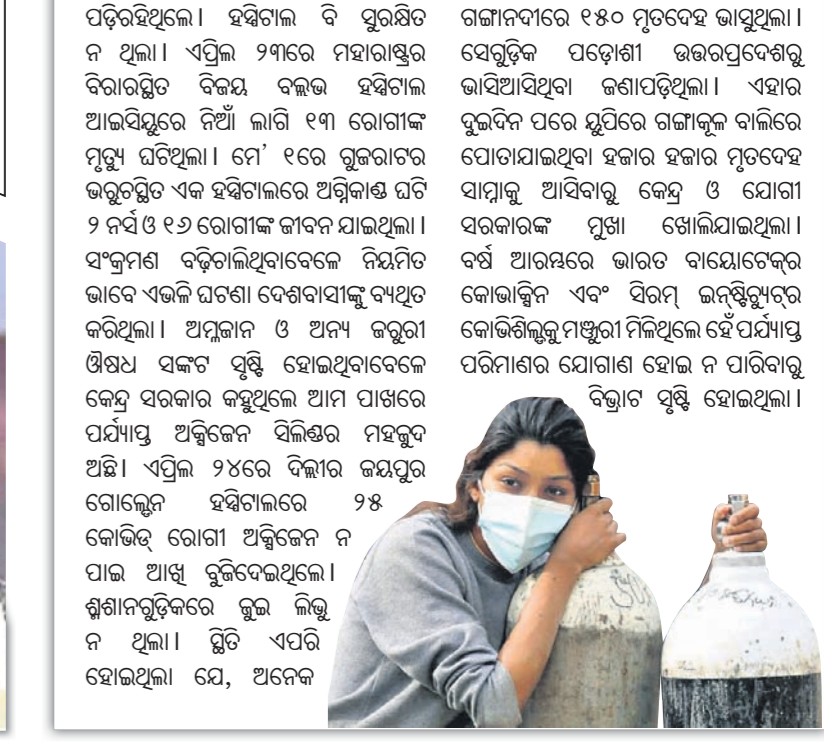 ପଡ଼ିରହିଥିଲେ। ହସ୍ପିଟାଲ ବି ସୁରକ୍ଷିତ
ନ ଥିଲା। ଏପ୍ରିଲ ୨୩ରେ ମହାରାଷ୍ଟ୍ରର
ବିରାରସ୍ଥିତ ବିଜୟ ବଲ୍ଲଭ ହସ୍ପିଟାଲ
ଆଇସିୟୁରେ ନିଆଁ ଲାଗି ୧୩ ରୋଗୀଙ୍କ
ମୃତ୍ୟୁ ଘଟିଥିଲା। ମେ’ ୧ରେ ଗୁଜରାଟର
ଭରୁଚସ୍ଥିତ ଏକ ହସ୍ପିଟାଲରେ ଅଗ୍ନିକାଣ୍ଡ ଘଟି
୨ ନର୍ସ ଓ ୧୬ ରୋଗୀଙ୍କ ଜୀବନ ଯାଇଥିଲା।
ସଂକ୍ରମଣ ବଢ଼ିଚାଲିଥିବାବେଳେ ନିୟମିତ
ଭାବେ ଏଭଳି ଘଟଣା ଦେଶବାସୀଙ୍କୁ ବ୍ୟଥିତ
କରିଥିଲା। ଅମ୍ଳଜାନ ଓ ଅନ୍ୟ ଜରୁରୀ
ଔଷଧ ସଙ୍କଟ ସୃଷ୍ଟି ହୋଇଥିବାବେଳେ
କେନ୍ଦ୍ର ସରକାର କହୁଥିଲେ ଆମ ପାଖରେ
ପର୍ଯ୍ୟାପ୍ତ ଅକ୍ସିଜେନ ସିଲିଣ୍ଡର ମହଜୁଦ
ଅଛି। ଏପ୍ରିଲ ୨୪ରେ ଦିଲ୍ଲୀର ଜୟପୁର
ଗୋଲ୍ଡେନ ହସ୍ପିଟାଲରେ ୨୫
କୋଭିଡ୍ ରୋଗୀ ଅକ୍ସିଜେନ ନ
ପାଇ ଆଖି ବୁଜିଦେଇଥିଲେ।
ଶ୍ମଶାନଗୁଡ଼ିକରେ ଜୁଇ ଲିଭୁ
ନ ଥିଲା। ସ୍ଥିତି ଏପରି
ହୋଇଥିଲା ଯେ, ଅନେକ
ଗଙ୍ଗାନଦୀରେ ୧୫୦ ମୃତଦେହ ଭାସୁଥିଲା।
ସେଗୁଡ଼ିକ ପଡ଼ୋଶୀ ଉତ୍ତରପ୍ରଦେଶରୁ
ଭାସିଆସିଥିବା ଜଣାପଡ଼ିଥିଲା। ଏହାର
ଦୁଇଦିନ ପରେ ୟୁପିରେ ଗଙ୍ଗାକୂଳ ବାଲିରେ
ପୋତାଯାଇଥିବା ହଜାର ହଜାର ମୃତଦେହ
ସାମ୍ନାକୁ ଆସିବାରୁ କେନ୍ଦ୍ର ଓ ଯୋଗୀ
ସରକାରଙ୍କ ମୁଖା ଖୋଲିଯାଇଥିଲା।
ବର୍ଷ ଆରମ୍ଭରେ ଭାରତ ବାୟୋଟେକ୍‌ର
କୋଭାକ୍ସିନ ଏବଂ ସିରମ୍ ଇନ୍‌ଷ୍ଟିଚ୍ୟୁଟ୍‌ର
କୋଭିଶିଲ୍ଡକୁ ମଞ୍ଜୁରୀ ମିଳିଥିଲେ ହେଁ ପର୍ଯ୍ୟାପ୍ତ
ପରିମାଣର ଯୋଗାଣ ହୋଇ ନ ପାରିବାରୁ
ବିଭ୍ରାଟ ସୃଷ୍ଟି ହୋଇଥିଲା।